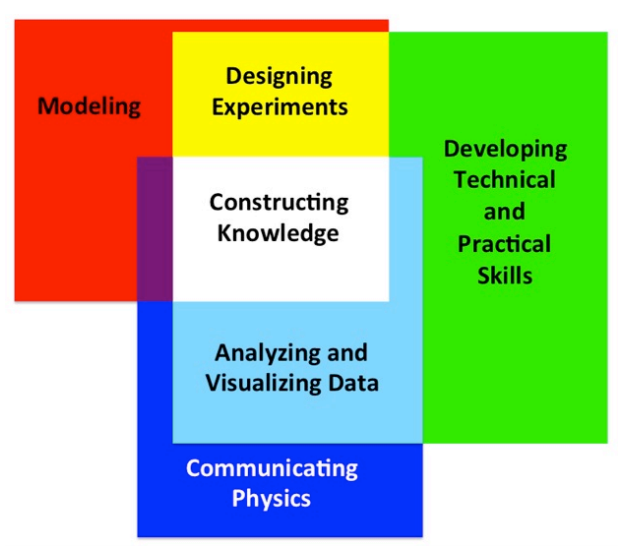 Modeling
Designing
Experiments
Developing
Technical
and
Practical
Skills
Constructing
Knowledge
Analyzing and
Visualizing Data
Communicating
Physics